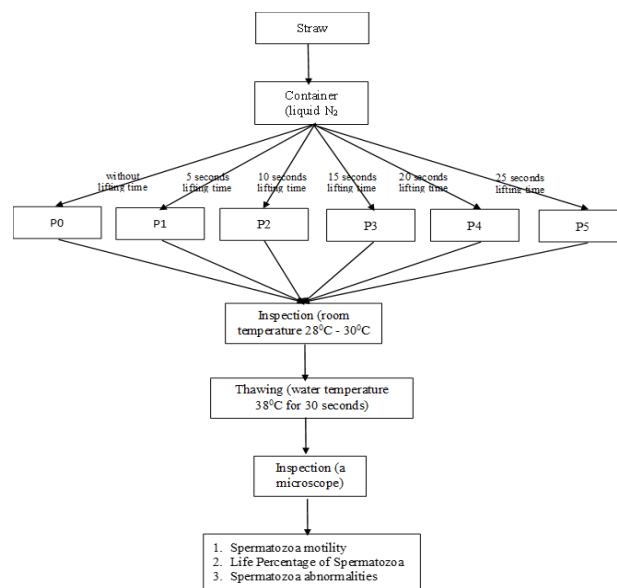 Straw
Container
(liquid N₂
without
lifting time
5 seconds
lifting time
10 seconds
lifting time
15 seconds
lifting time
20 seconds
lifting time
25 seconds
lifting time
P0
P1
P2
P3
P4
P5
Inspection (room
temperature 28⁰C - 30⁰C
Thawing (water temperature
38⁰C for 30 seconds)
Inspection (a
microscope)
1. Spermatozoa motility
2. Life Percentage of Spermatozoa
3. Spermatozoa abnormalities